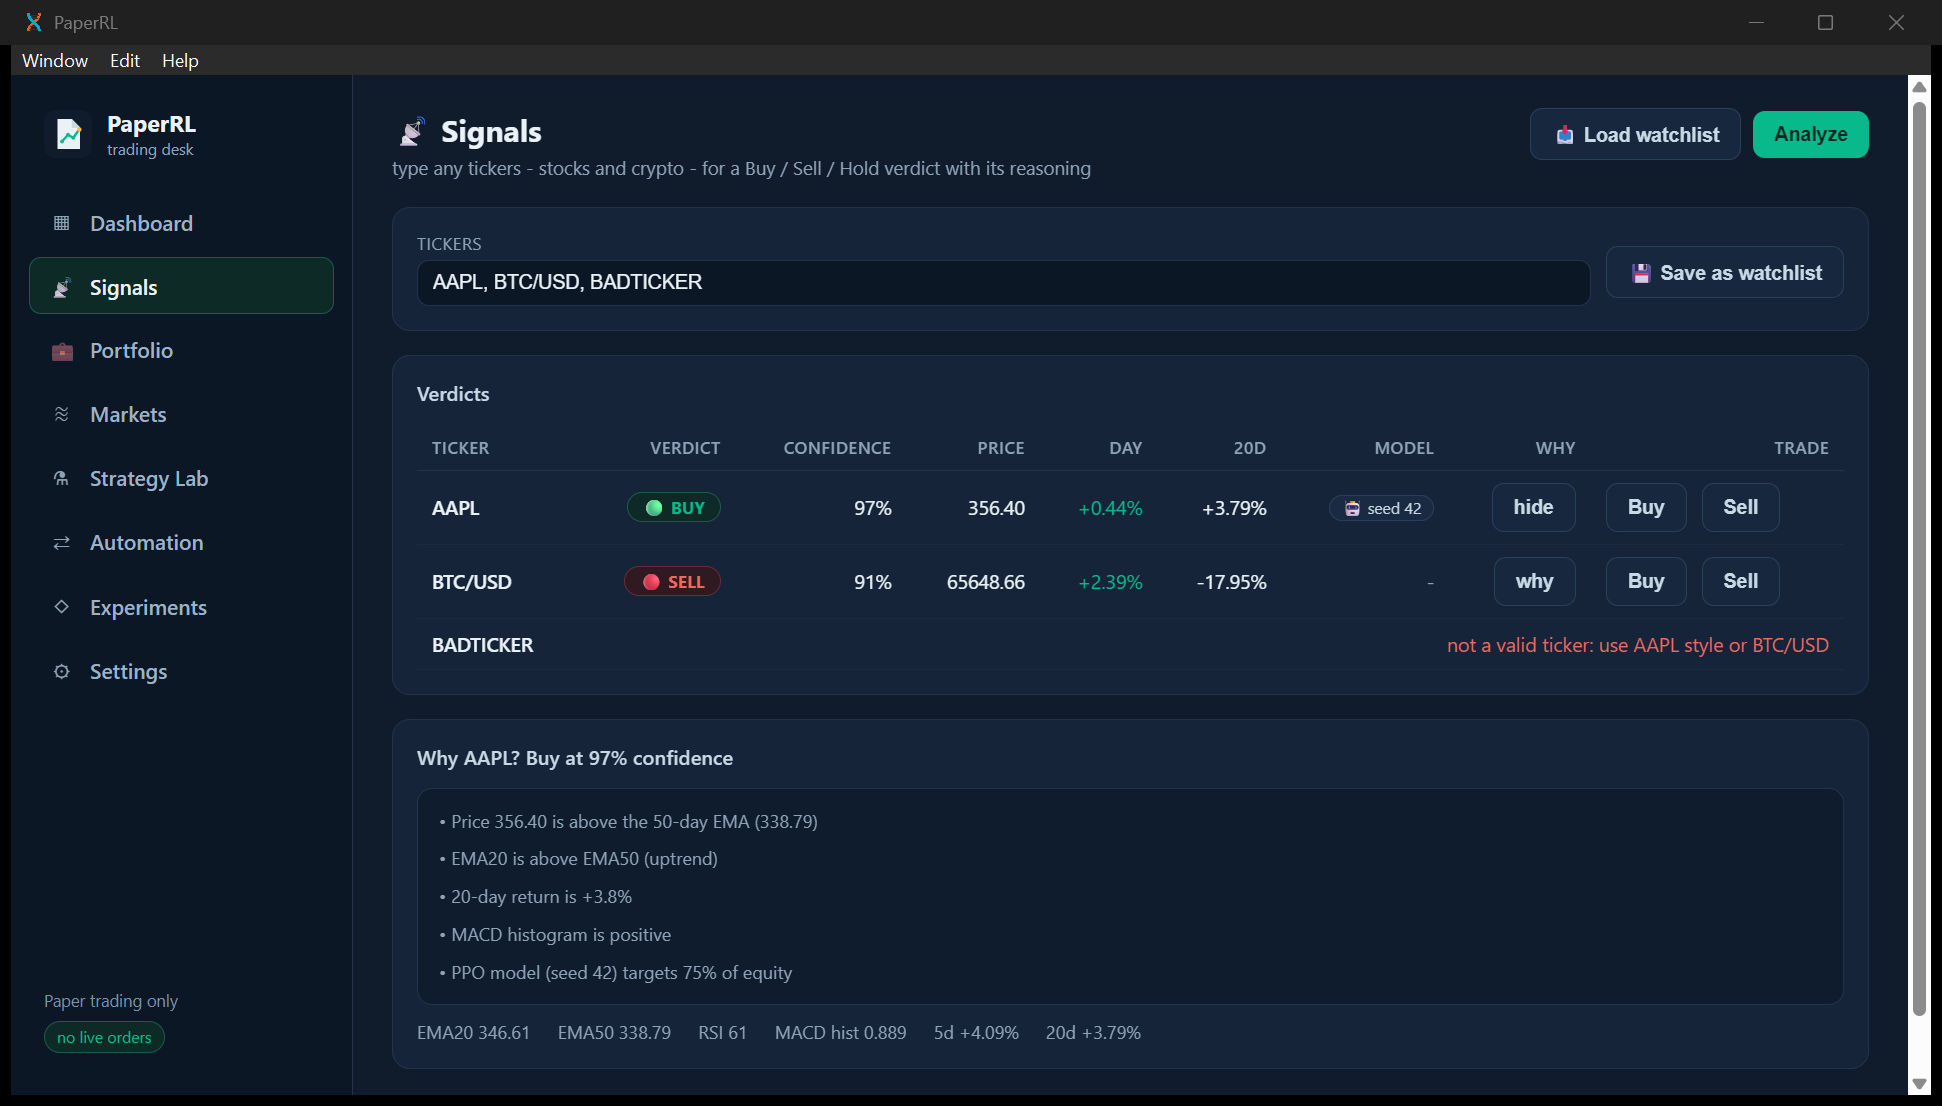 PaperRL
Window Edit Help
PaperRL
trading desk
Dashboard
Signals
Portfolio
Markets
Strategy Lab
Automation
Experiments
Settings
Paper trading only
no live orders
Signals
type any tickers - stocks and crypto - for a Buy / Sell / Hold verdict with its reasoning
Load watchlist
Analyze
TICKERS
AAPL, BTC/USD, BADTICKER
Save as watchlist
Verdicts
TICKER VERDICT CONFIDENCE PRICE DAY 20D MODEL WHY TRADE
AAPL BUY 97% 356.40 +0.44% +3.79% seed 42 hide Buy Sell
BTC/USD SELL 91% 65648.66 +2.39% -17.95% - why Buy Sell
BADTICKER not a valid ticker: use AAPL style or BTC/USD
Why AAPL? Buy at 97% confidence
• Price 356.40 is above the 50-day EMA (338.79)
• EMA20 is above EMA50 (uptrend)
• 20-day return is +3.8%
• MACD histogram is positive
• PPO model (seed 42) targets 75% of equity
EMA20 346.61 EMA50 338.79 RSI 61 MACD hist 0.889 5d +4.09% 20d +3.79%